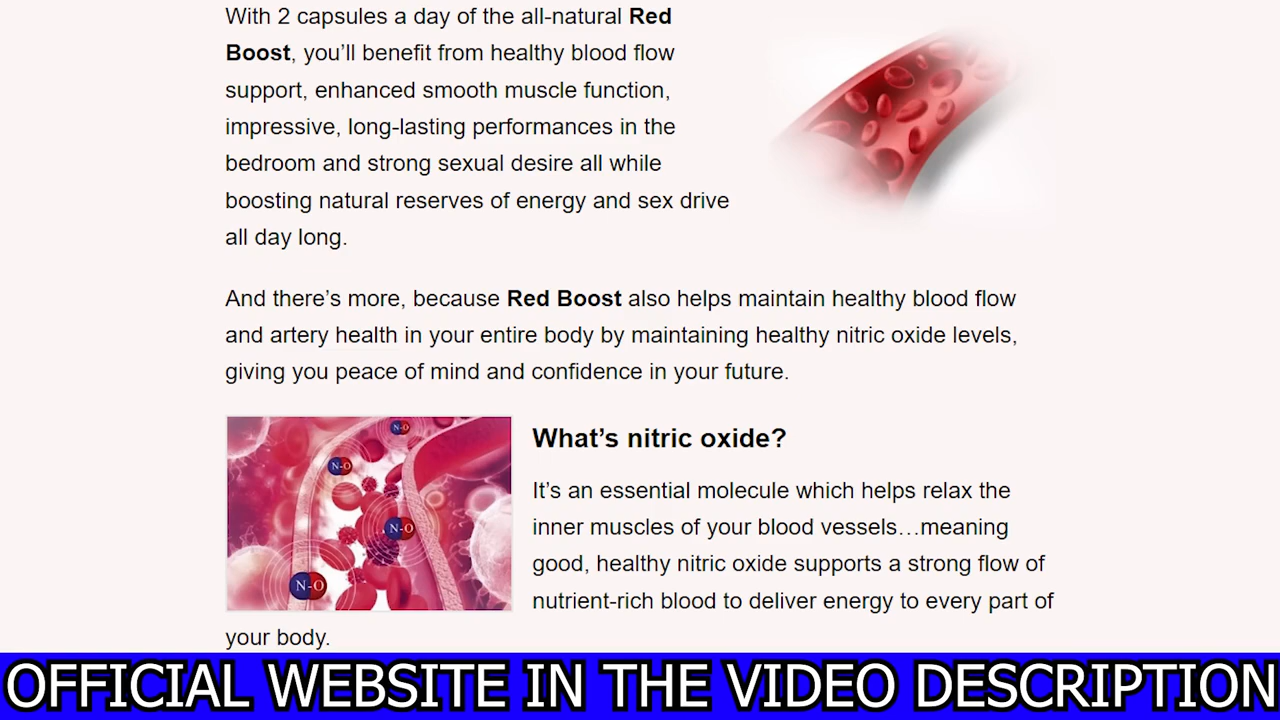 With 2 capsules a day of the all-natural Red
Boost, you’ll benefit from healthy blood flow
support, enhanced smooth muscle function,
impressive, long-lasting performances in the
bedroom and strong sexual desire all while
boosting natural reserves of energy and sex drive
all day long.
And there’s more, because Red Boost also helps maintain healthy blood flow
and artery health in your entire body by maintaining healthy nitric oxide levels,
giving you peace of mind and confidence in your future.
N-O
N-O
N-O
N-O
What’s nitric oxide?
It’s an essential molecule which helps relax the
inner muscles of your blood vessels…meaning
good, healthy nitric oxide supports a strong flow of
nutrient-rich blood to deliver energy to every part of
your body.
OFFICIAL WEBSITE IN THE VIDEO DESCRIPTION